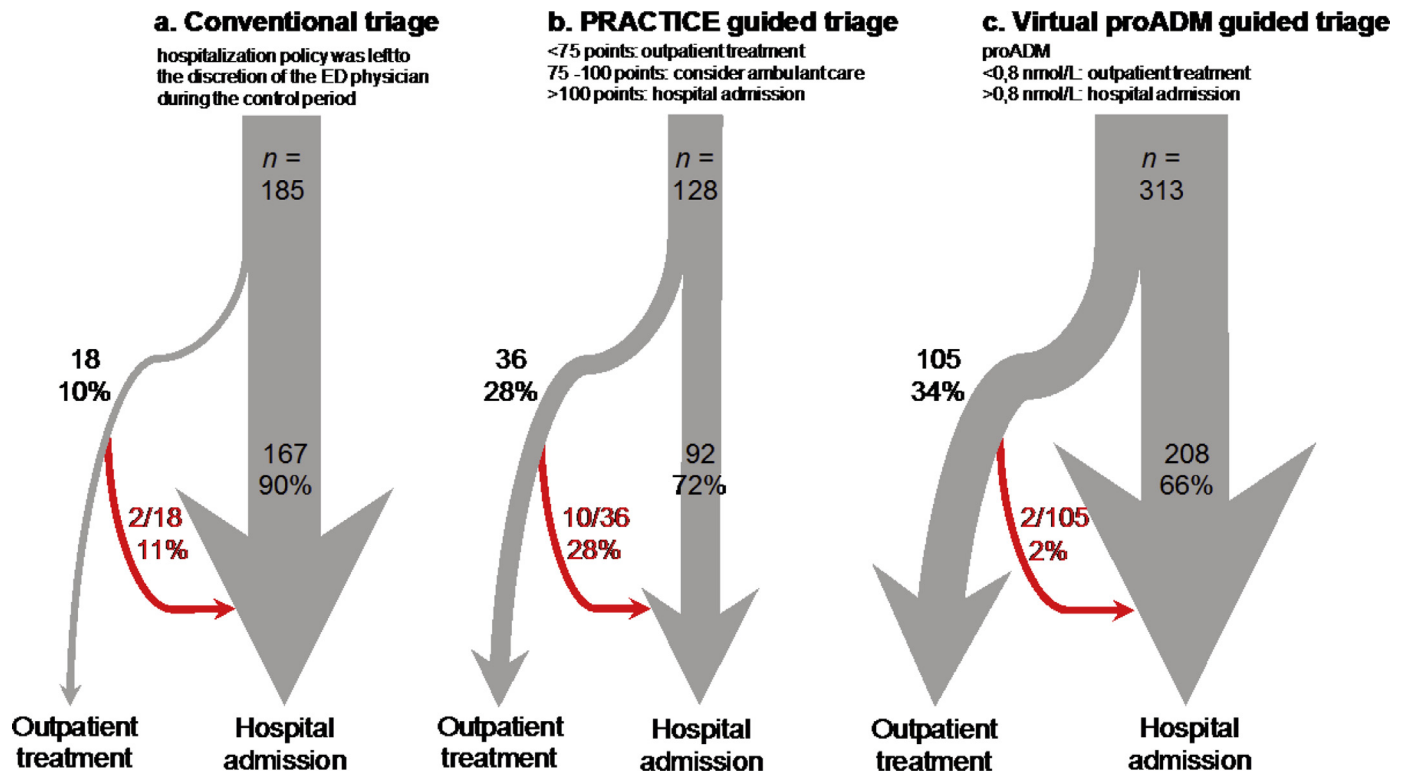 a. Conventional triage
hospitalization policy was leftto
the discretion of the ED physician
during the control period
n =
185
18
10%
167
90%
2/18
11%
Outpatient
treatment
Hospital
admission
b. PRACTICE guided triage
<75 points: outpatient treatment
75 -100 points: consider ambulant care
>100 points: hospital admission
n =
128
36
28%
92
72%
10/36
28%
Outpatient
treatment
Hospital
admission
c. Virtual proADM guided triage
proADM
<0,8 nmol/L: outpatient treatment
>0,8 nmol/L: hospital admission
n =
313
105
34%
208
66%
2/105
2%
Outpatient
treatment
Hospital
admission